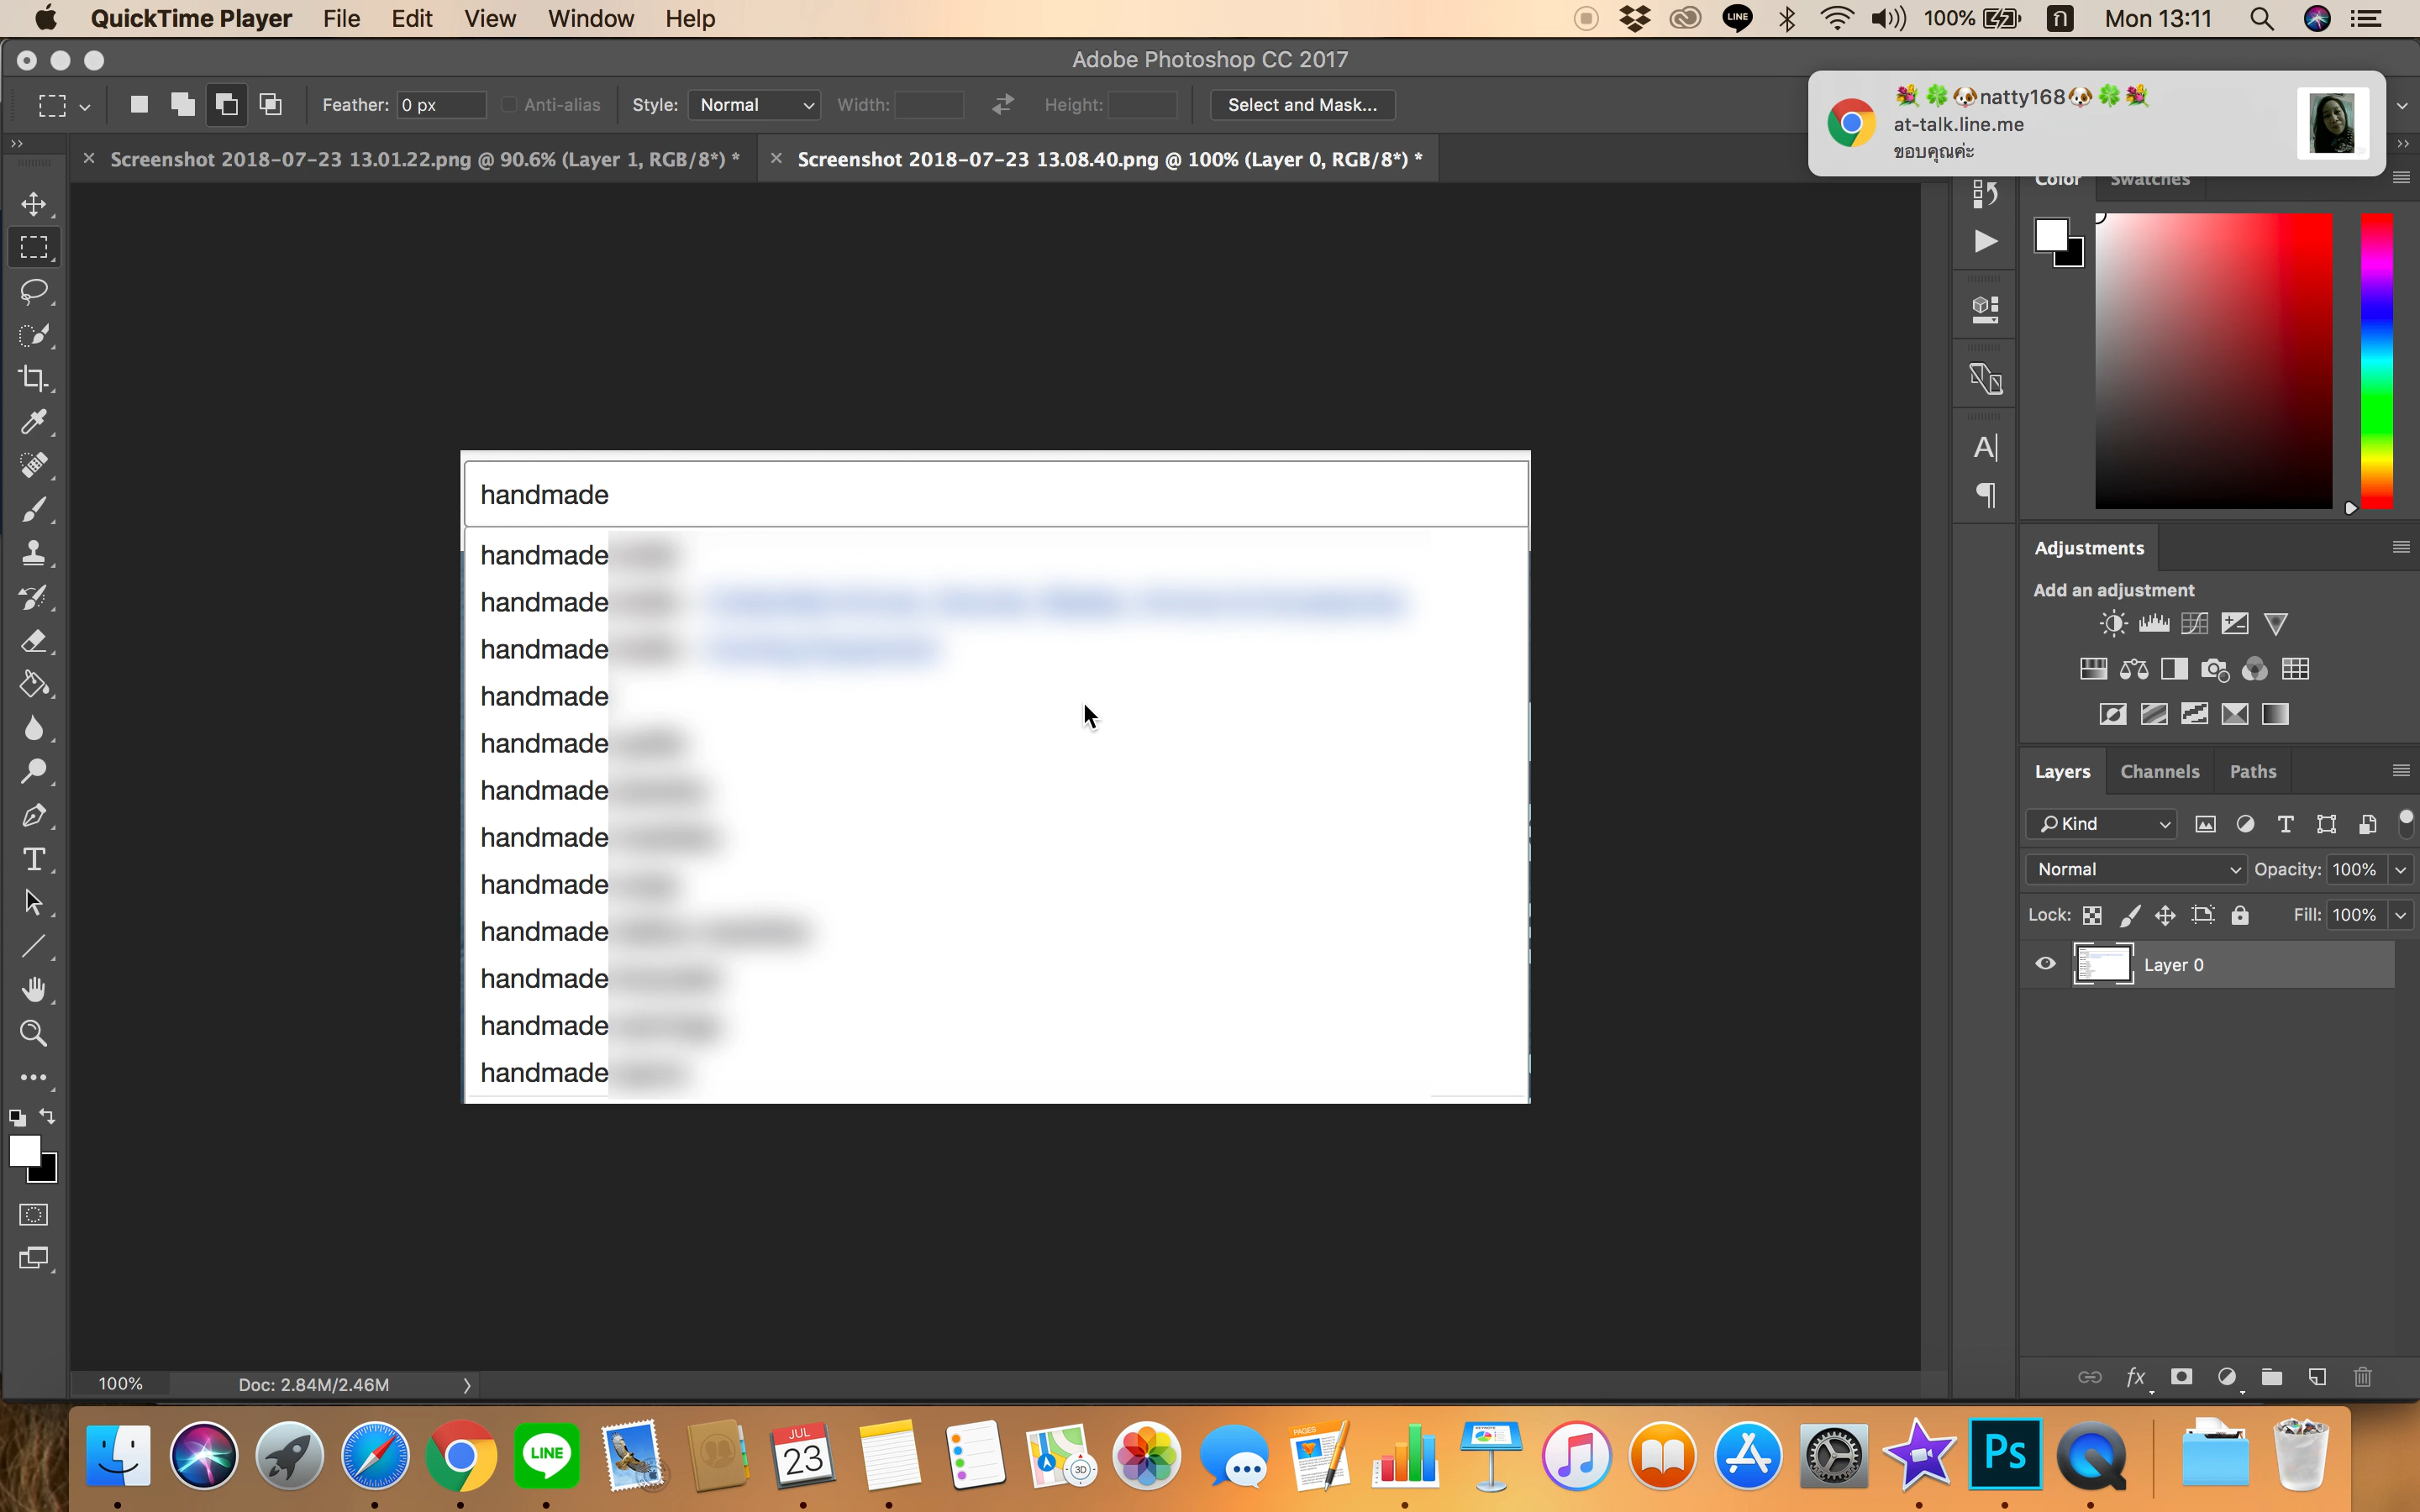 QuickTime Player File Edit View Window Help LINE 100% ก Mon 13:11
Adobe Photoshop CC 2017
Feather: 0 px Anti-alias Style: Normal Width: Height: Select and Mask...
💐🍀🐶natty168🐶🍀💐
at-talk.line.me
ขอบคุณค่ะ
Screenshot 2018-07-23 13.01.22.png @ 90.6% (Layer 1, RGB/8*) *
Screenshot 2018-07-23 13.08.40.png @ 100% (Layer 0, RGB/8*) *
Color Swatches
handmade
handmade
handmade
handmade
handmade
handmade
handmade
handmade
handmade
handmade
handmade
handmade
handmade
Adjustments
Add an adjustment
Layers Channels Paths
Kind
Normal Opacity: 100%
Lock: Fill: 100%
Layer 0
fx
100% Doc: 2.84M/2.46M
LINE
JUL
23
3D
PAGES
Ps